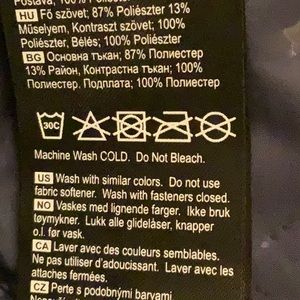 Postava, 100% Poliester
HU Fő szövet; 87% Poliészter 13%
Műselyem, Kontraszt szövet; 100%
Poliészter, Bélés; 100% Poliészter
BG Основна тъкан; 87% Полиестер
13% Район, Контрастна тъкан; 100%
Полиестер. Подплата; 100% Полиестер
30C
Machine Wash COLD. Do Not Bleach.
US Wash with similar colors. Do not use
fabric softener. Wash with fasteners closed.
NO Vaskes med lignende farger. Ikke bruk
tøymykner. Lukk alle glidelåser, knapper
o.l. før vask.
CA Laver avec des couleurs semblables.
Ne pas utiliser d'adoucissant. Laver avec les
attaches fermées.
CZ Perte s podobnými barvami